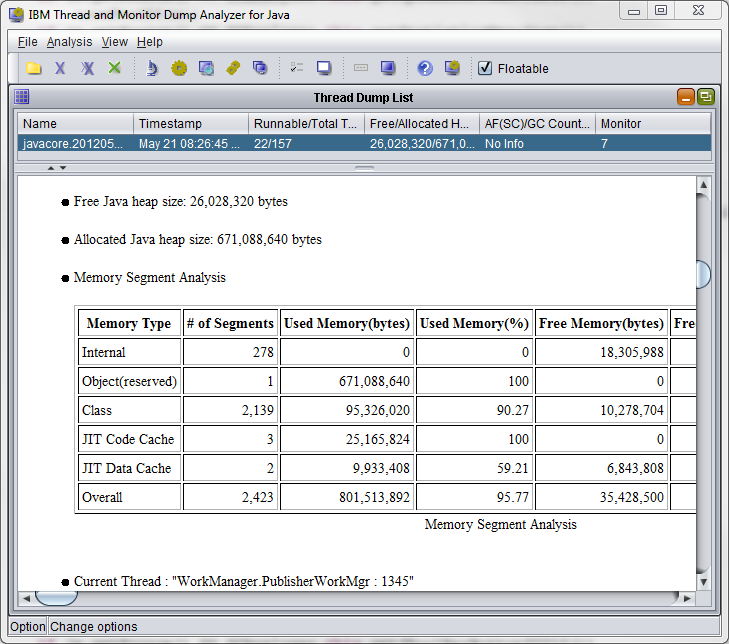 IBM Thread and Monitor Dump Analyzer for Java
File Analysis View Help
Floatable
Thread Dump List
Name Timestamp Runnable/Total T... Free/Allocated H... AF(SC)/GC Count... Monitor
javacore.201205... May 21 08:26:45 ... 22/157 26,028,320/671,0... No Info 7
Free Java heap size: 26,028,320 bytes
Allocated Java heap size: 671,088,640 bytes
Memory Segment Analysis
Memory Type # of Segments Used Memory(bytes) Used Memory(%) Free Memory(bytes) Fre
Internal 278 0 0 18,305,988
Object(reserved) 1 671,088,640 100 0
Class 2,139 95,326,020 90.27 10,278,704
JIT Code Cache 3 25,165,824 100 0
JIT Data Cache 2 9,933,408 59.21 6,843,808
Overall 2,423 801,513,892 95.77 35,428,500
Memory Segment Analysis
Current Thread : "WorkManager.PublisherWorkMgr : 1345"
Option Change options